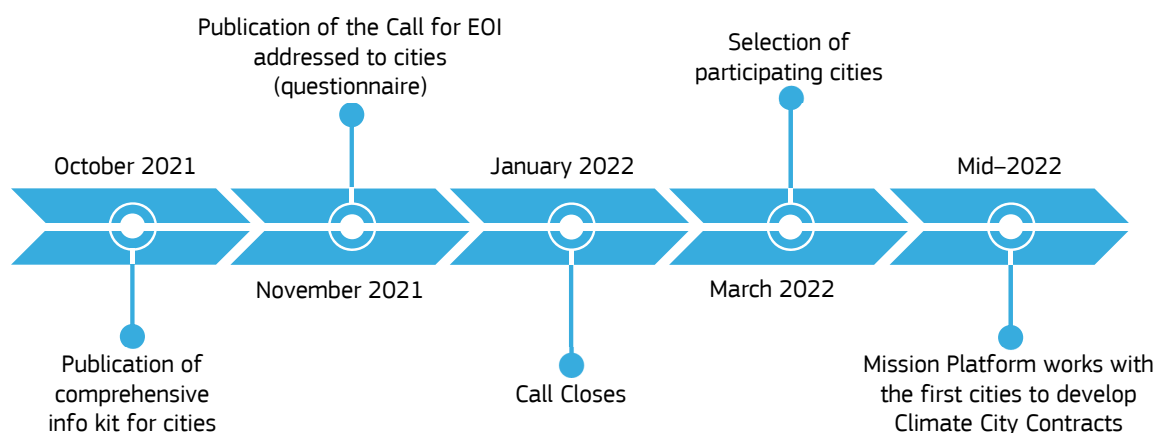 Publication of the Call for EOI
addressed to cities
(questionnaire)
Selection of
participating cities
October 2021
January 2022
Mid–2022
November 2021
March 2022
Publication of
comprehensive
info kit for cities
Call Closes
Mission Platform works with
the first cities to develop
Climate City Contracts